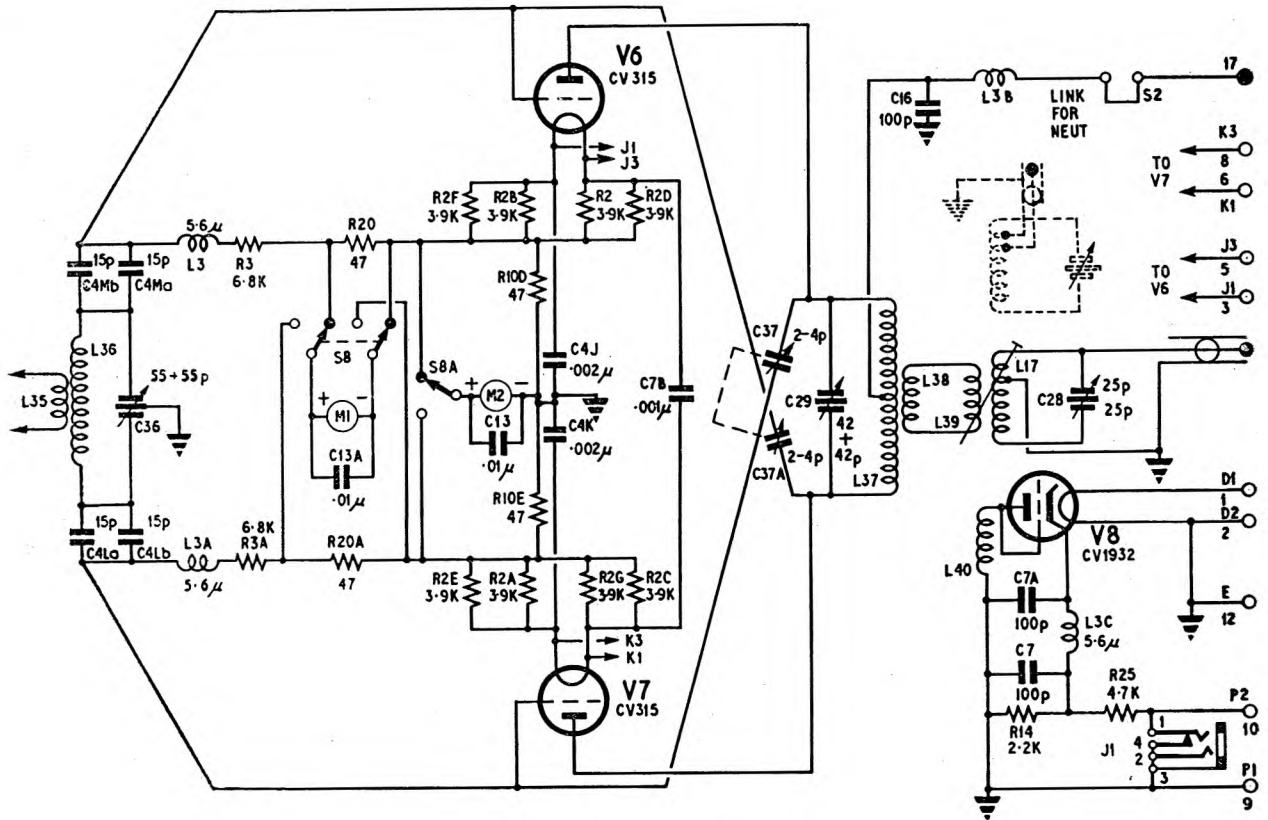 V6
CV315
J1
J3
R2F
3·9K
R2B
3·9K
R2
3·9K
R2D
3·9K
5·6μ
L3
R3
6·8K
R20
47
15p
C4Mb
15p
C4Ma
L36
L35
55+55p
C36
S8
+ −
M1
C13A
·01μ
S8A
+ M2 −
C13
·01μ
R10D
47
C4J
·002μ
C4K
·002μ
C7B
·001μ
R10E
47
15p
C4La
15p
C4Lb
L3A
5·6μ
6·8K
R3A
R20A
47
R2E
3·9K
R2A
3·9K
R2G
3·9K
R2C
3·9K
K3
K1
V7
CV315
C37
2-4p
C37A
2-4p
C29
42
+
42p
L37
C16
100p
L3B
LINK
FOR
NEUT
S2
17
K3
8
6
K1
TO
V7
J3
5
J1
3
TO
V6
L38
L39
L17
C28
25p
25p
V8
CV1932
D1
1
D2
2
E
12
L40
C7A
100p
L3C
5·6μ
C7
100p
R14
2·2K
R25
4·7K
J1
1
4
2
3
P2
10
P1
9